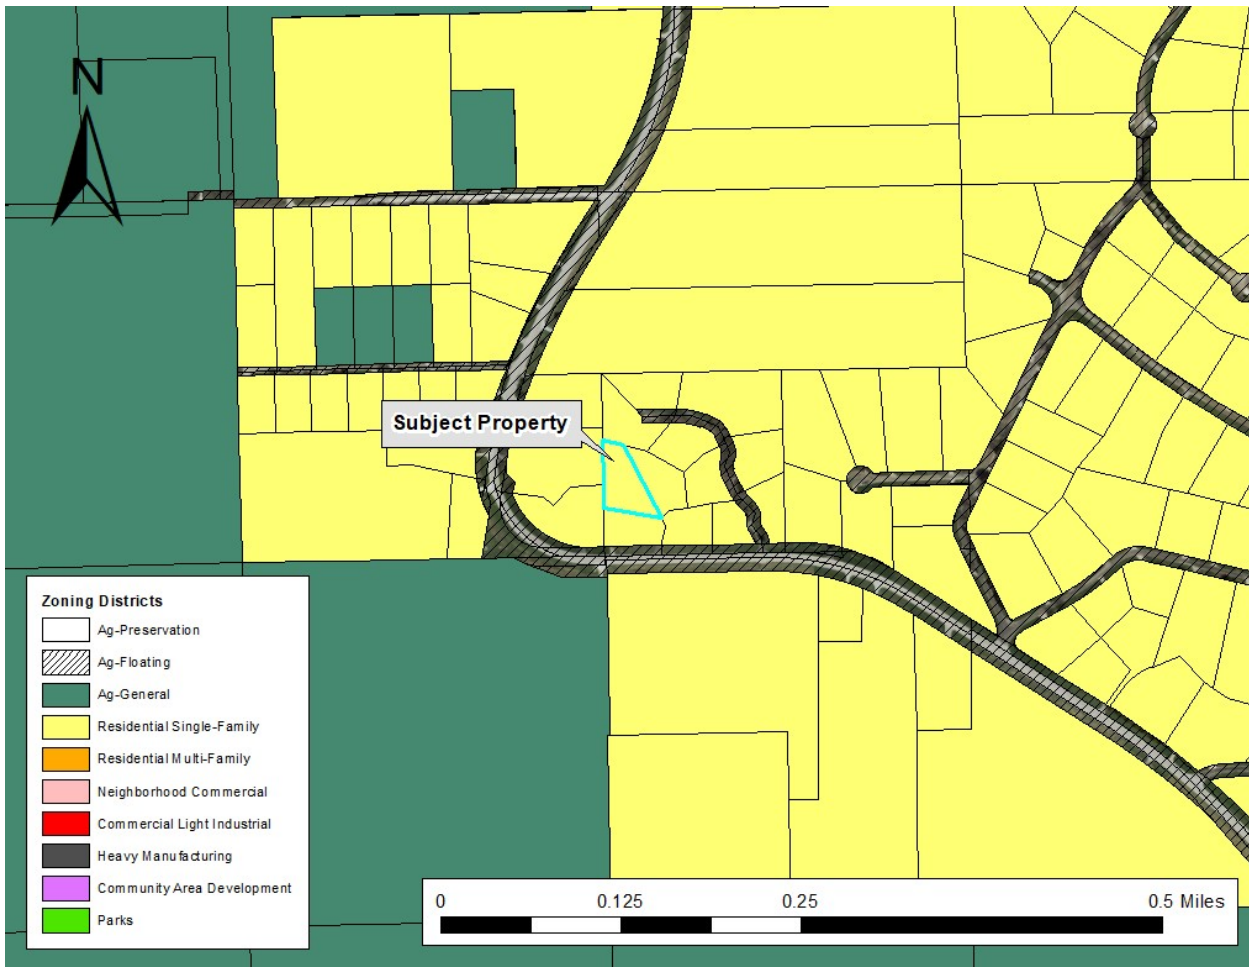 N
Subject Property
Zoning Districts
Ag-Preservation
Ag-Floating
Ag-General
Residential Single-Family
Residential Multi-Family
Neighborhood Commercial
Commercial Light Industrial
Heavy Manufacturing
Community Area Development
Parks
0 0.125 0.25 0.5 Miles